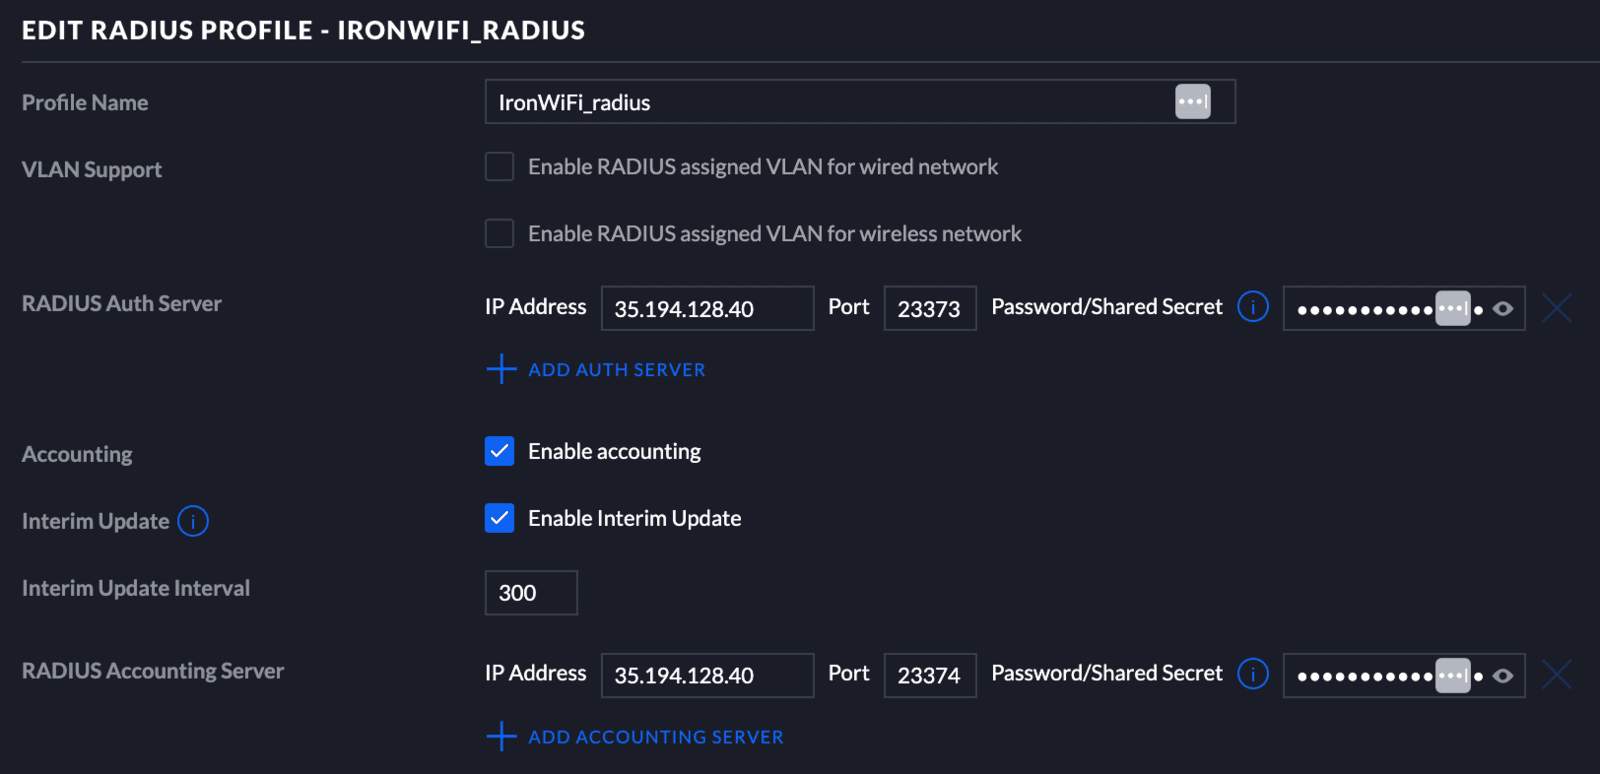 EDIT RADIUS PROFILE - IRONWIFI_RADIUS
Profile Name IronWiFi_radius
VLAN Support Enable RADIUS assigned VLAN for wired network
Enable RADIUS assigned VLAN for wireless network
RADIUS Auth Server IP Address 35.194.128.40 Port 23373 Password/Shared Secret
ADD AUTH SERVER
Accounting Enable accounting
Interim Update Enable Interim Update
Interim Update Interval 300
RADIUS Accounting Server IP Address 35.194.128.40 Port 23374 Password/Shared Secret
ADD ACCOUNTING SERVER